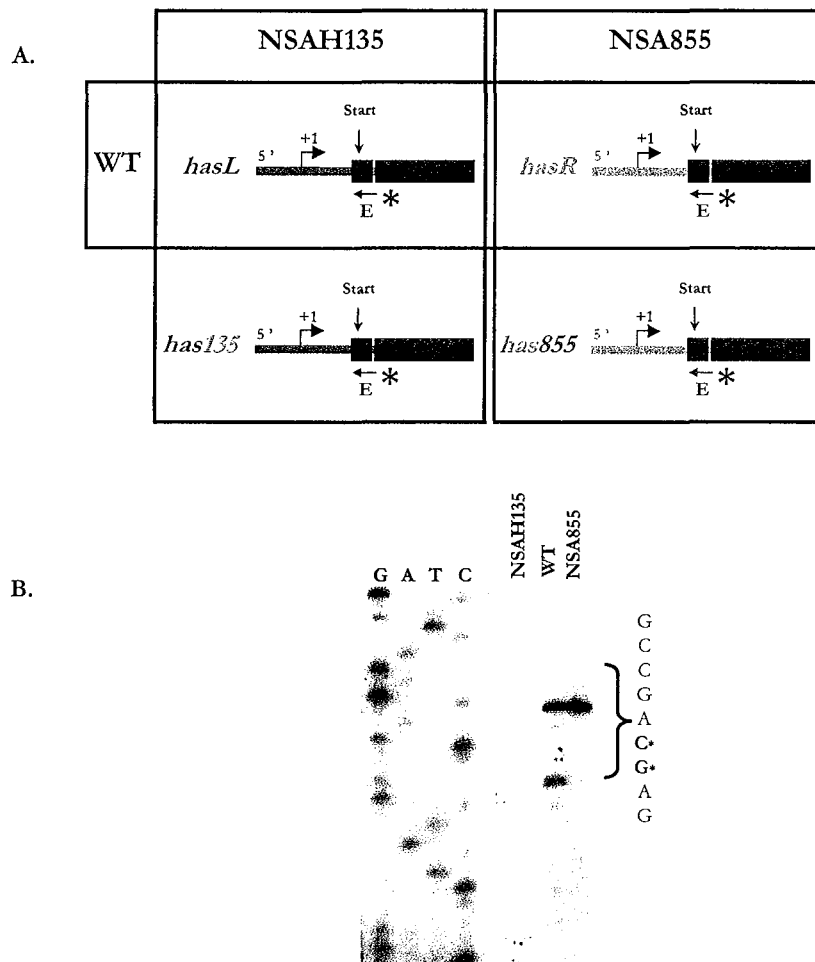 A.
NSAH135 NSA855
WT
hasL 5' +1 Start E *
hasR 5' +1 Start E *
has135 5' +1 Start E *
has855 5' +1 Start E *
B.
NSAH135
WT
NSA855
G A T C
G
C
C
G
A
C*
G*
A
G